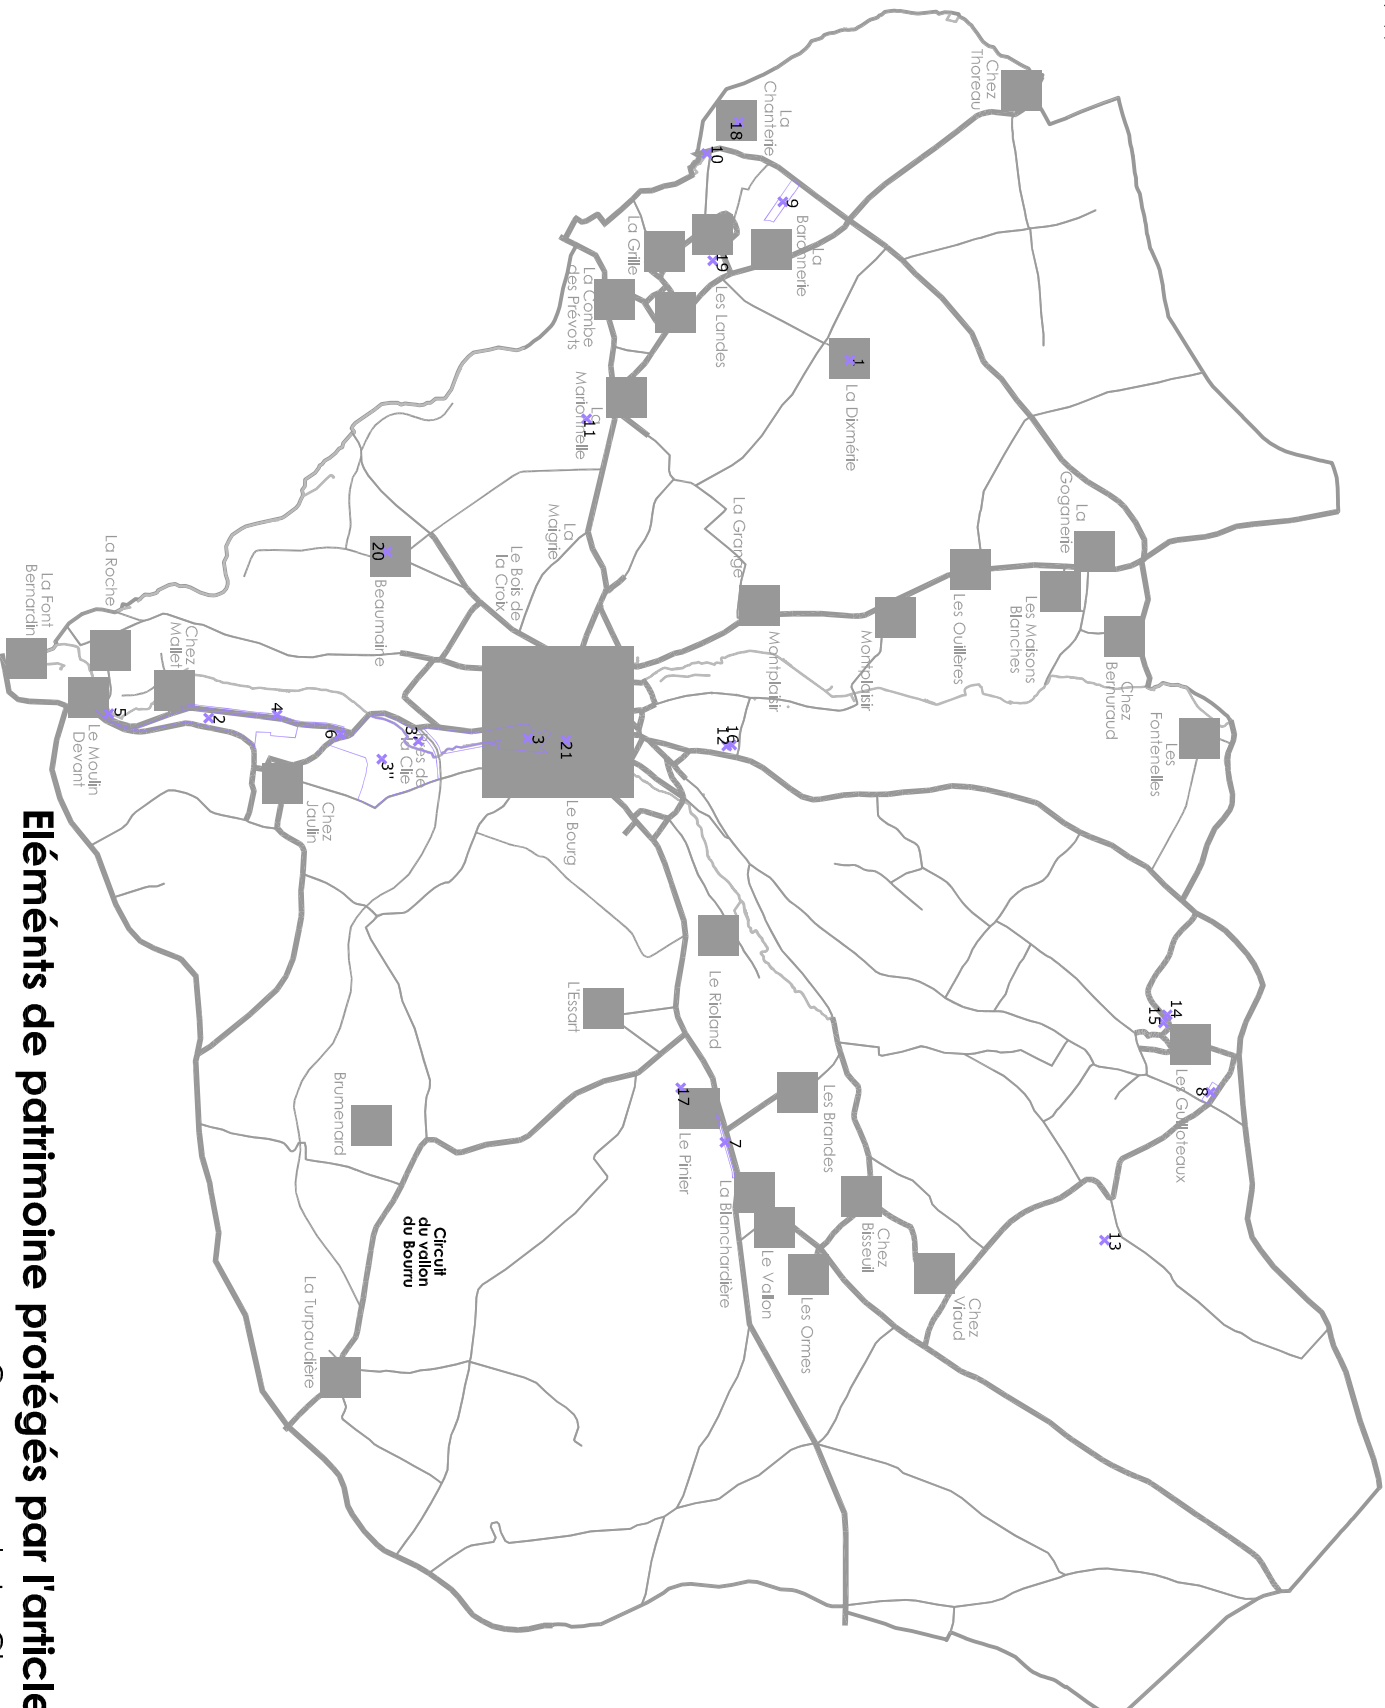 Chez
Thoreau
La
Chanterie
18
10
9
La
Baronnerie
La Grille
19
La Combe
des Prévots
Les Landes
1
La Dixmérie
La
Marionnelle
11
La
Goganerie
La Grange
La
Maigrie
Le Bois de
la Croix
20
Beaumaine
La Roche
La Font
Bernardin
Chez
Mallet
Les Ouillères
Les Maisons
Blanches
Montplaisir
Montplaisir
Chez
Bernuraud
Les
Fontenelles
5
2
4
6
3'
3''
3
21
16
12
Le Moulin
Devant
Chez
Jaulin
Le Bourg
Le Rioland
L'Essart
14
15
Les Guilloteaux
8
Brumenard
17
Le Pinier
7
Les Brandes
La Blanchardière
Le Vallon
Les Ormes
Chez
Bisseuil
Chez
Viaud
13
Circuit
du vallon
du Bourru
La Turpaudière
Eléménts de patrimoine protégés par l'article